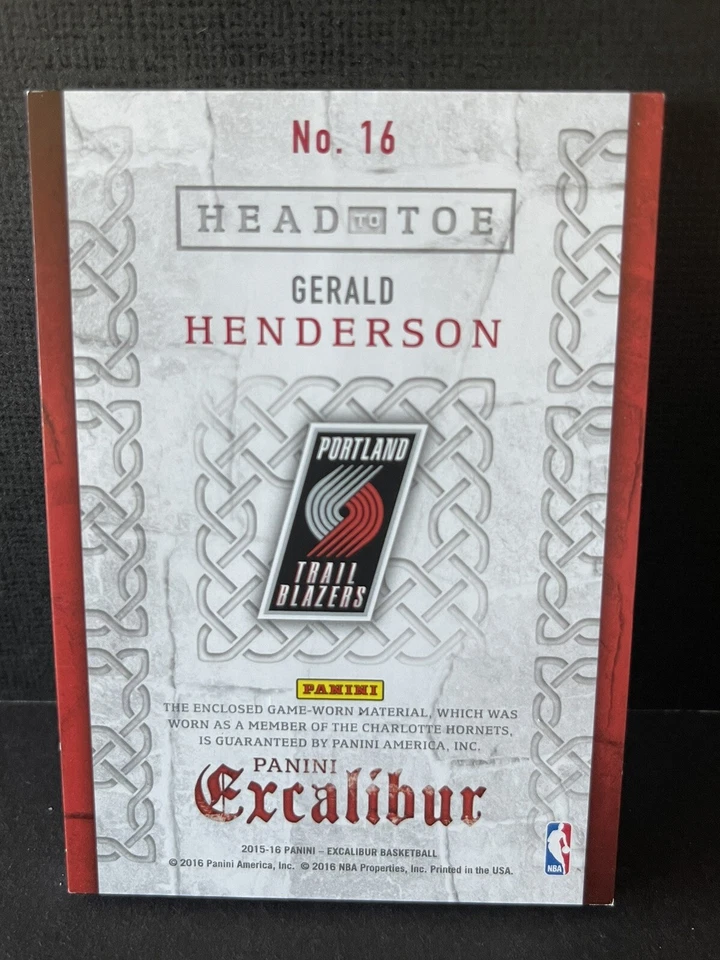 No. 16
HEAD TO TOE
GERALD
HENDERSON
PORTLAND
TRAIL
BLAZERS
PANINI
THE ENCLOSED GAME-WORN MATERIAL, WHICH WAS
WORN AS A MEMBER OF THE CHARLOTTE HORNETS,
IS GUARANTEED BY PANINI AMERICA, INC.
PANINI
Excalibur
2015-16 PANINI – EXCALIBUR BASKETBALL
© 2016 Panini America, Inc. © 2016 NBA Properties, Inc. Printed in the USA.
NBA